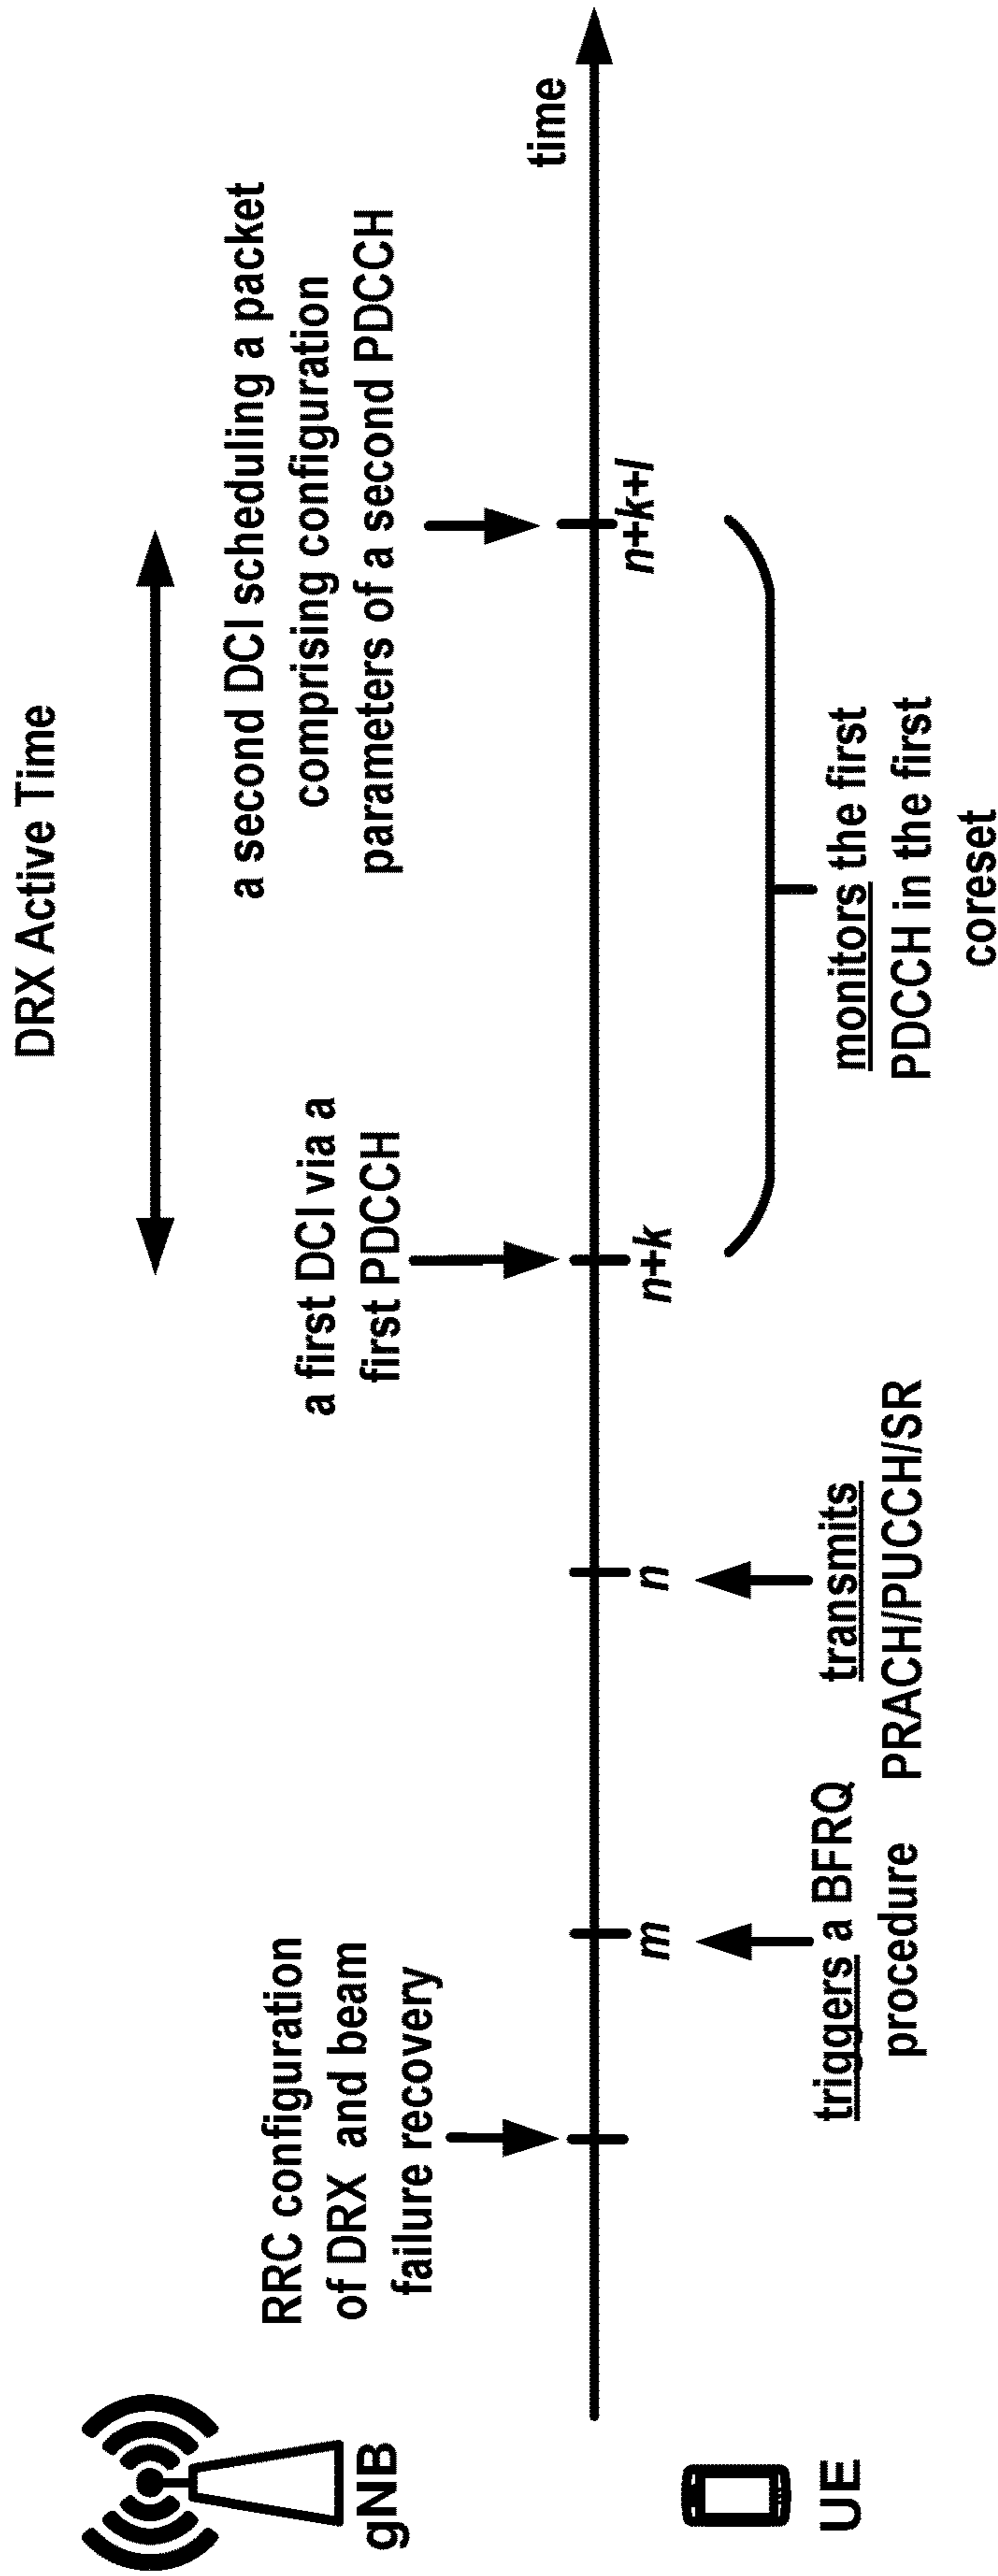 DRX Active Time
a second DCI scheduling a packet
comprising configuration
parameters of a second PDCCH
a first DCI via a
first PDCCH
RRC configuration
of DRX and beam
failure recovery
gNB
time
m
n
n+k
n+k+l
UE
triggers a BFRQ
procedure
transmits
PRACH/PUCCH/SR
monitors the first
PDCCH in the first
coreset